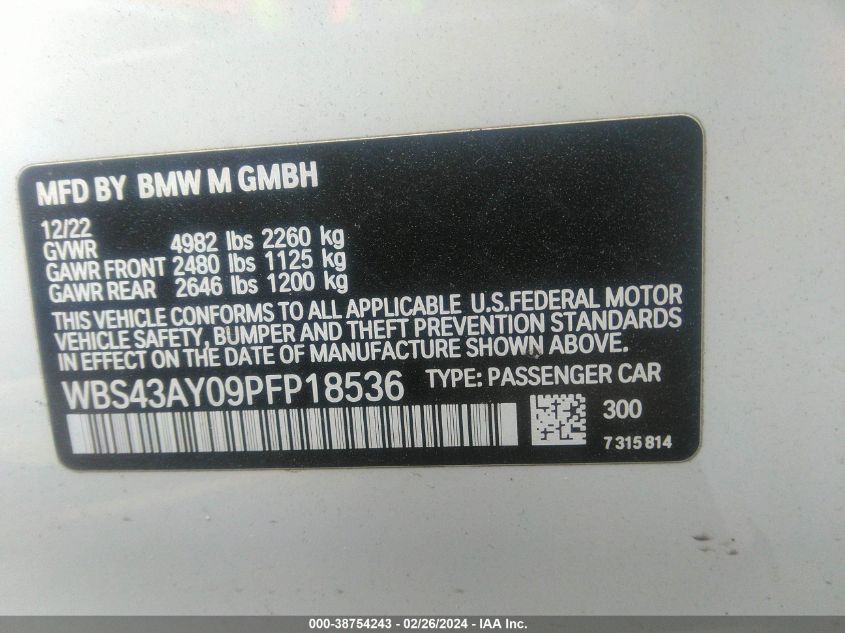 MFD BY BMW M GMBH
12/22
GVWR 4982 lbs 2260 kg
GAWR FRONT 2480 lbs 1125 kg
GAWR REAR 2646 lbs 1200 kg
THIS VEHICLE CONFORMS TO ALL APPLICABLE U.S.FEDERAL MOTOR
VEHICLE SAFETY, BUMPER AND THEFT PREVENTION STANDARDS
IN EFFECT ON THE DATE OF MANUFACTURE SHOWN ABOVE.
WBS43AY09PFP18536 TYPE: PASSENGER CAR
300
7 315 814
000-38754243 - 02/26/2024 - IAA Inc.